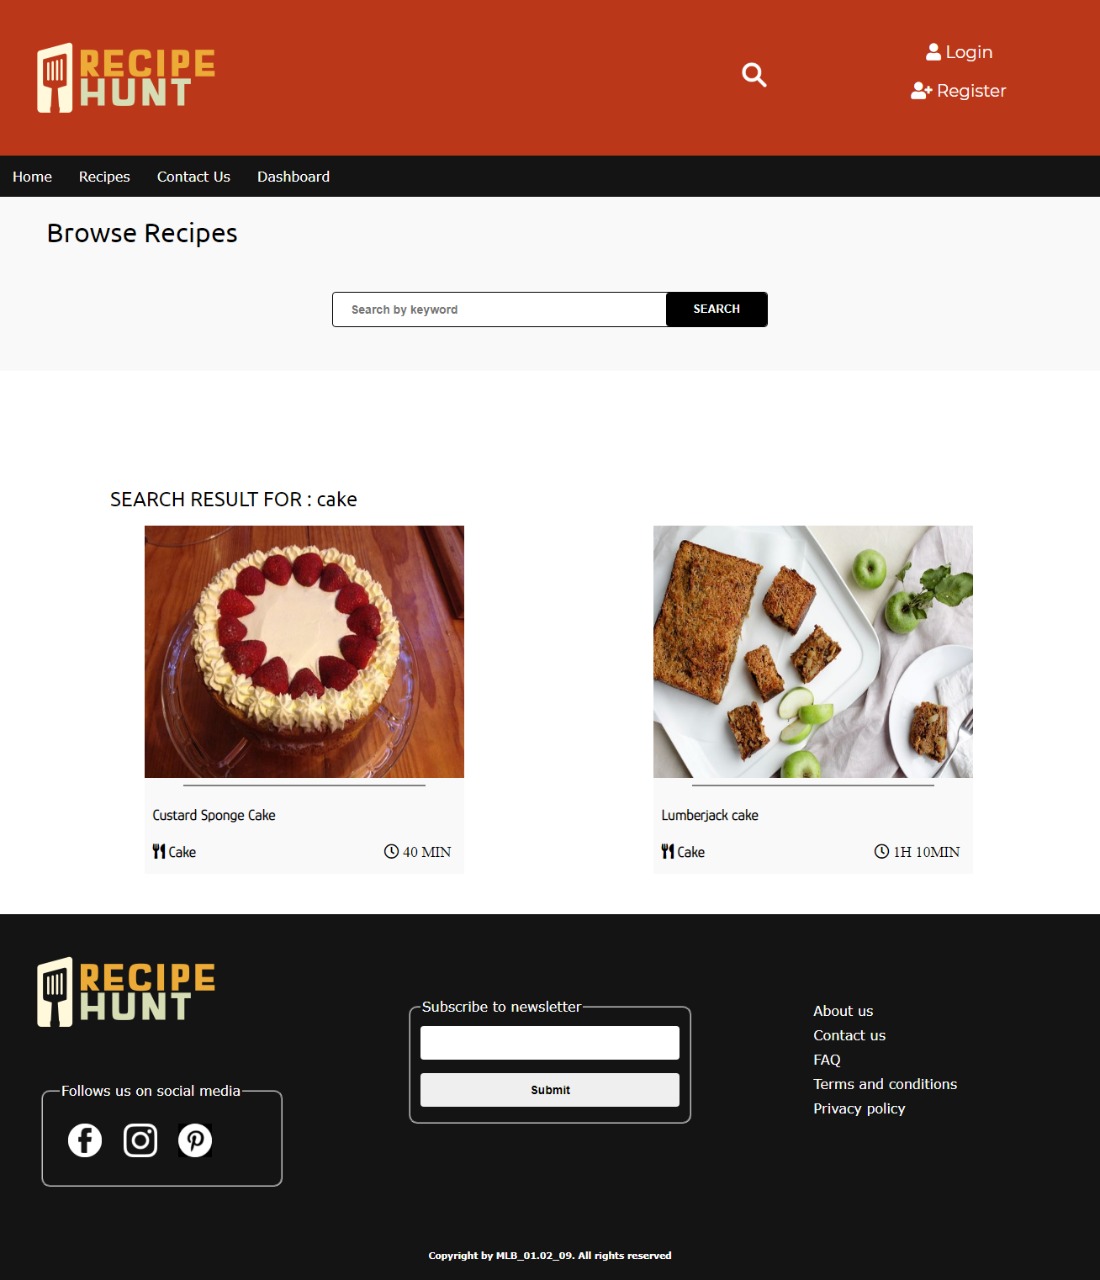 RECIPE
HUNT
Login
Register
Home Recipes Contact Us Dashboard
Browse Recipes
Search by keyword SEARCH
SEARCH RESULT FOR : cake
Custard Sponge Cake
Cake 40 MIN
Lumberjack cake
Cake 1H 10MIN
RECIPE
HUNT
Follows us on social media
Subscribe to newsletter
Submit
About us
Contact us
FAQ
Terms and conditions
Privacy policy
Copyright by MLB_01.02_09. All rights reserved